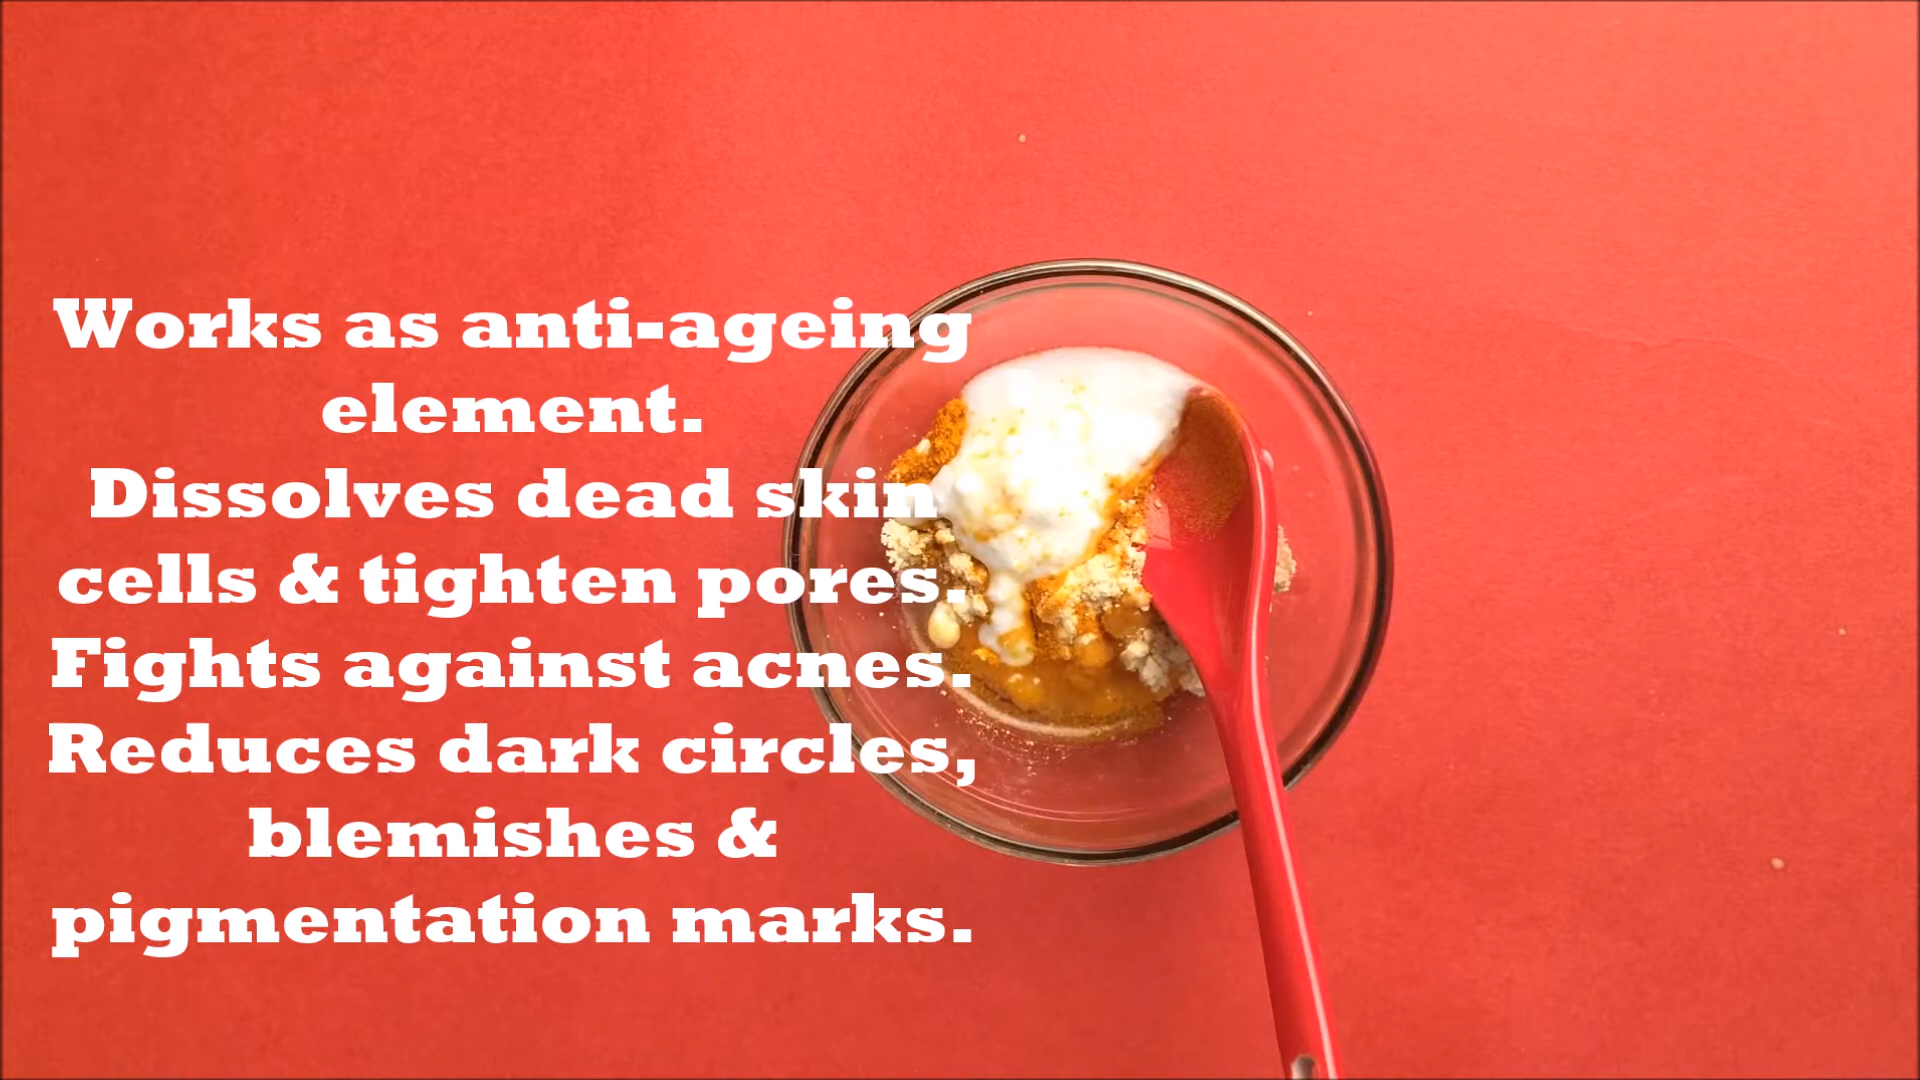 Works as anti-ageing
element.
Dissolves dead skin
cells & tighten pores.
Fights against acnes.
Reduces dark circles,
blemishes &
pigmentation marks.